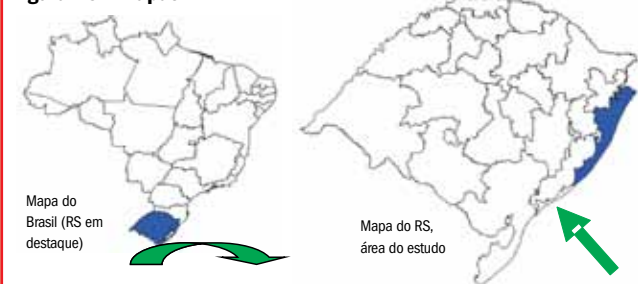 Mapa do
Brasil (RS em
destaque)
Mapa do RS,
área do estudo